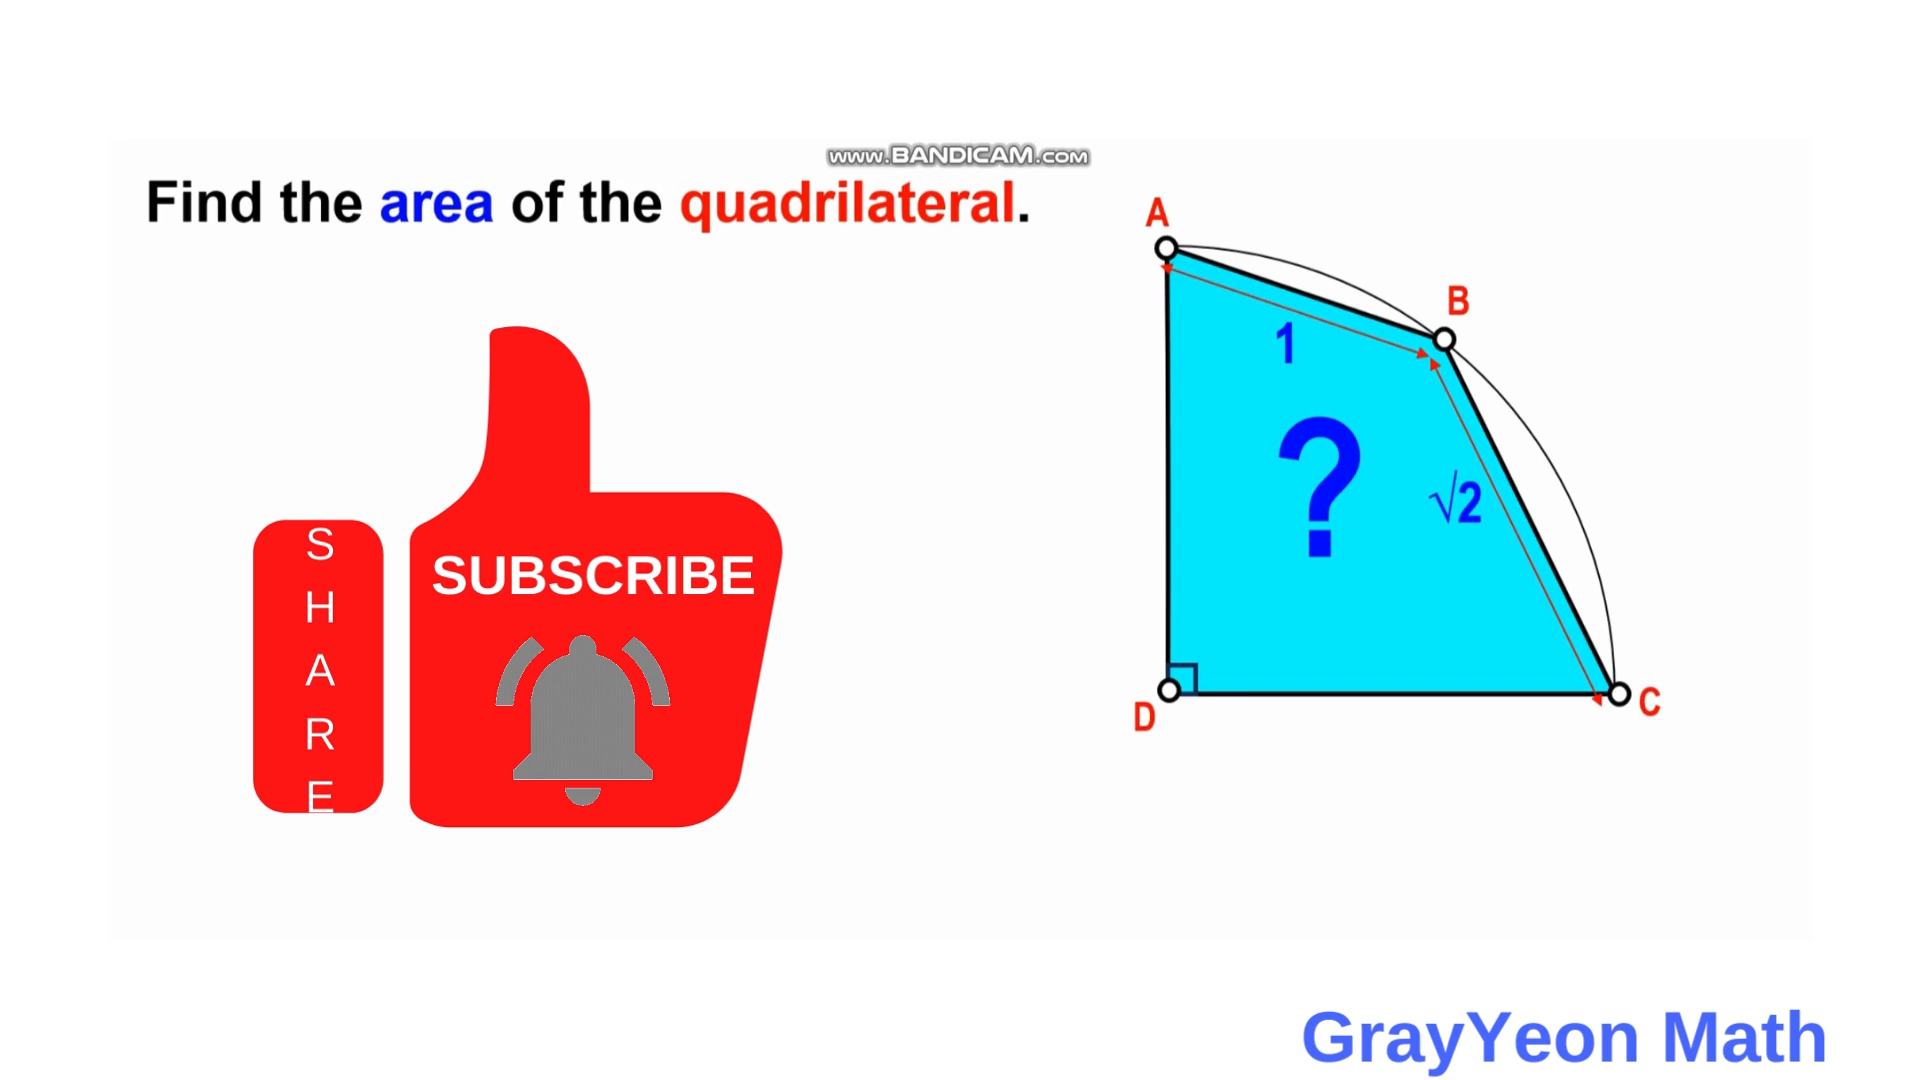 www.BANDICAM.com
Find the area of the quadrilateral.
A
B
1
?
√2
D
C
S
H
A
R
E
SUBSCRIBE
GrayYeon Math